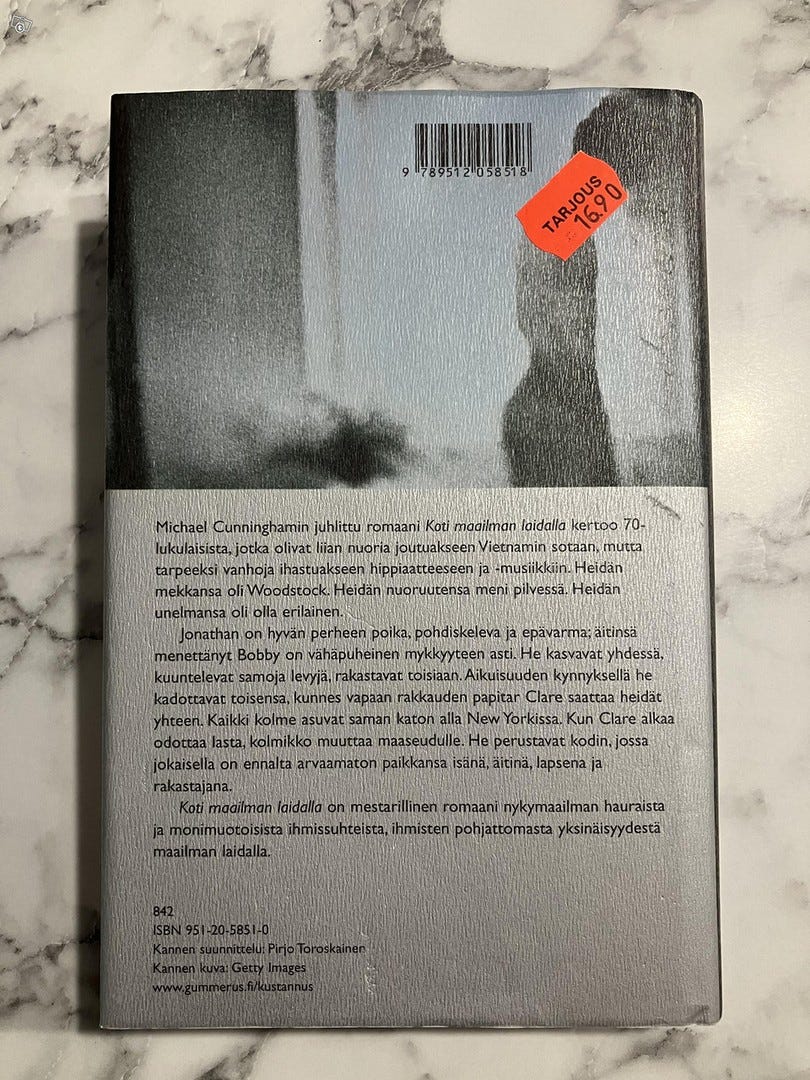 9 789512 058518
TARJOUS
16.90
Michael Cunninghamin juhlittu romaani Koti maailman laidalla kertoo 70-
lukulaisista, jotka olivat liian nuoria joutuakseen Vietnamin sotaan, mutta
tarpeeksi vanhoja ihastuakseen hippiaatteeseen ja -musiikkiin. Heidän
mekkansa oli Woodstock. Heidän nuoruutensa meni pilvessä. Heidän
unelmansa oli olla erilainen.
Jonathan on hyvän perheen poika, pohdiskeleva ja epävarma; äitinsä
menettänyt Bobby on vähäpuheinen mykkyyteen asti. He kasvavat yhdessä,
kuuntelevat samoja levyjä, rakastavat toisiaan. Aikuisuuden kynnyksellä he
kadottavat toisensa, kunnes vapaan rakkauden papitar Clare saattaa heidät
yhteen. Kaikki kolme asuvat saman katon alla New Yorkissa. Kun Clare alkaa
odottaa lasta, kolmikko muuttaa maaseudulle. He perustavat kodin, jossa
jokaisella on ennalta arvaamaton paikkansa isänä, äitinä, lapsena ja
rakastajana.
Koti maailman laidalla on mestarillinen romaani nykymaailman hauraista
ja monimuotoisista ihmissuhteista, ihmisten pohjattomasta yksinäisyydestä
maailman laidalla.
842
ISBN 951-20-5851-0
Kannen suunnittelu: Pirjo Toroskainen
Kannen kuva: Getty Images
www.gummerus.fi/kustannus